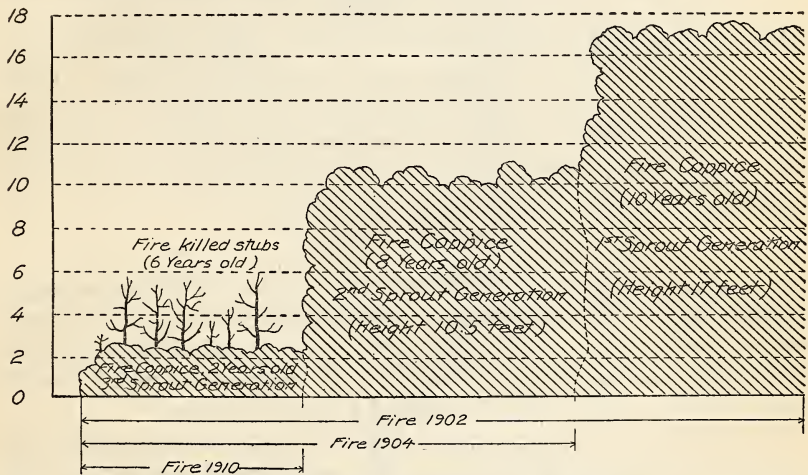 18
16
14
12
10
8
6
4
2
0
Fire killed stubs
(6 Years old)
Fire Coppice, 2 Years old
3rd Sprout Generation
Fire Coppice
(8 Years old)
2nd Sprout Generation
(Height 10.5 feet)
Fire Coppice
(10 Years old)
1st Sprout Generation
(Height 17 feet)
Fire 1902
Fire 1904
Fire 1910